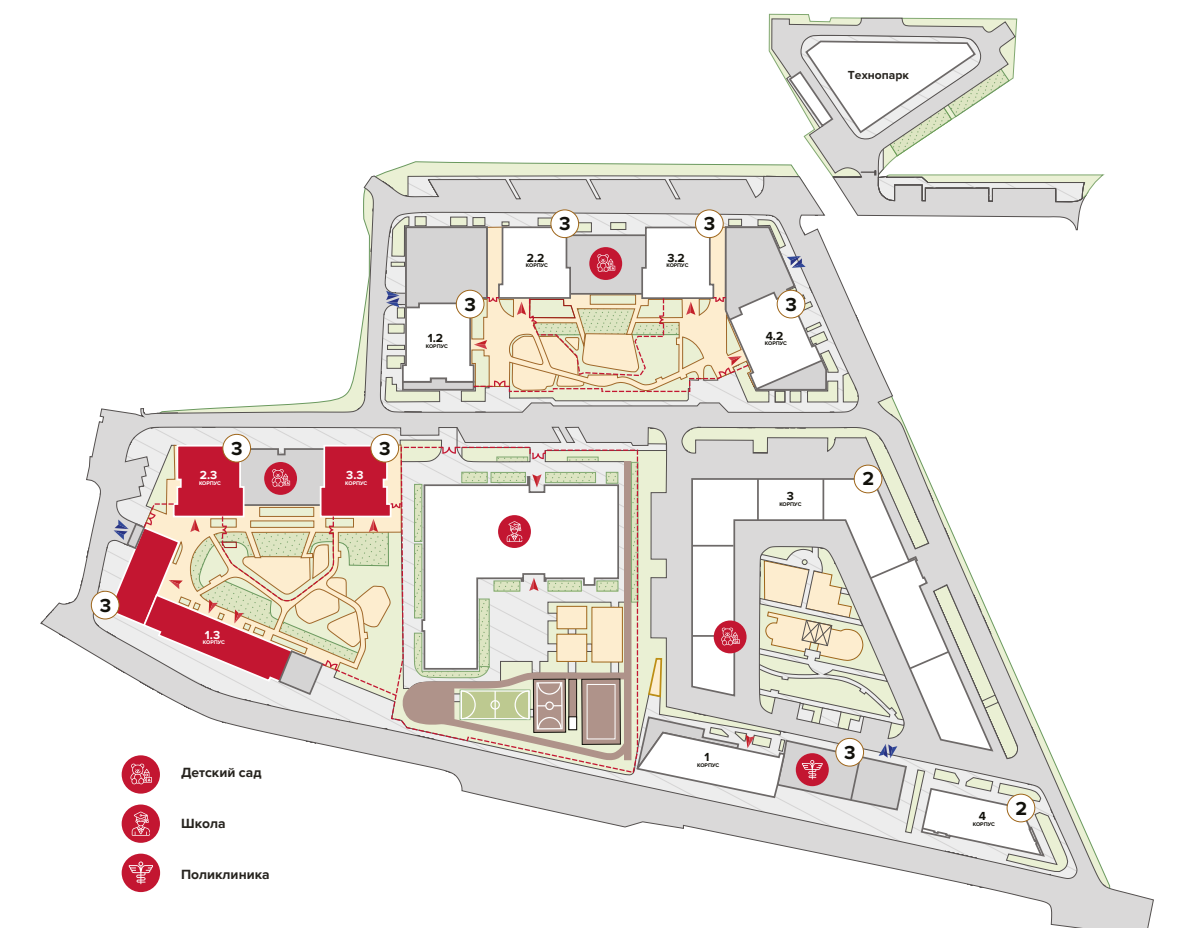 Технопарк
3
3
2.2
КОРПУС
3.2
КОРПУС
3
3
1.2
КОРПУС
4.2
КОРПУС
3
3
2.3
КОРПУС
3.3
КОРПУС
2
3
КОРПУС
3
1.3
КОРПУС
3
1
КОРПУС
2
4
КОРПУС
Детский сад
Школа
Поликлиника